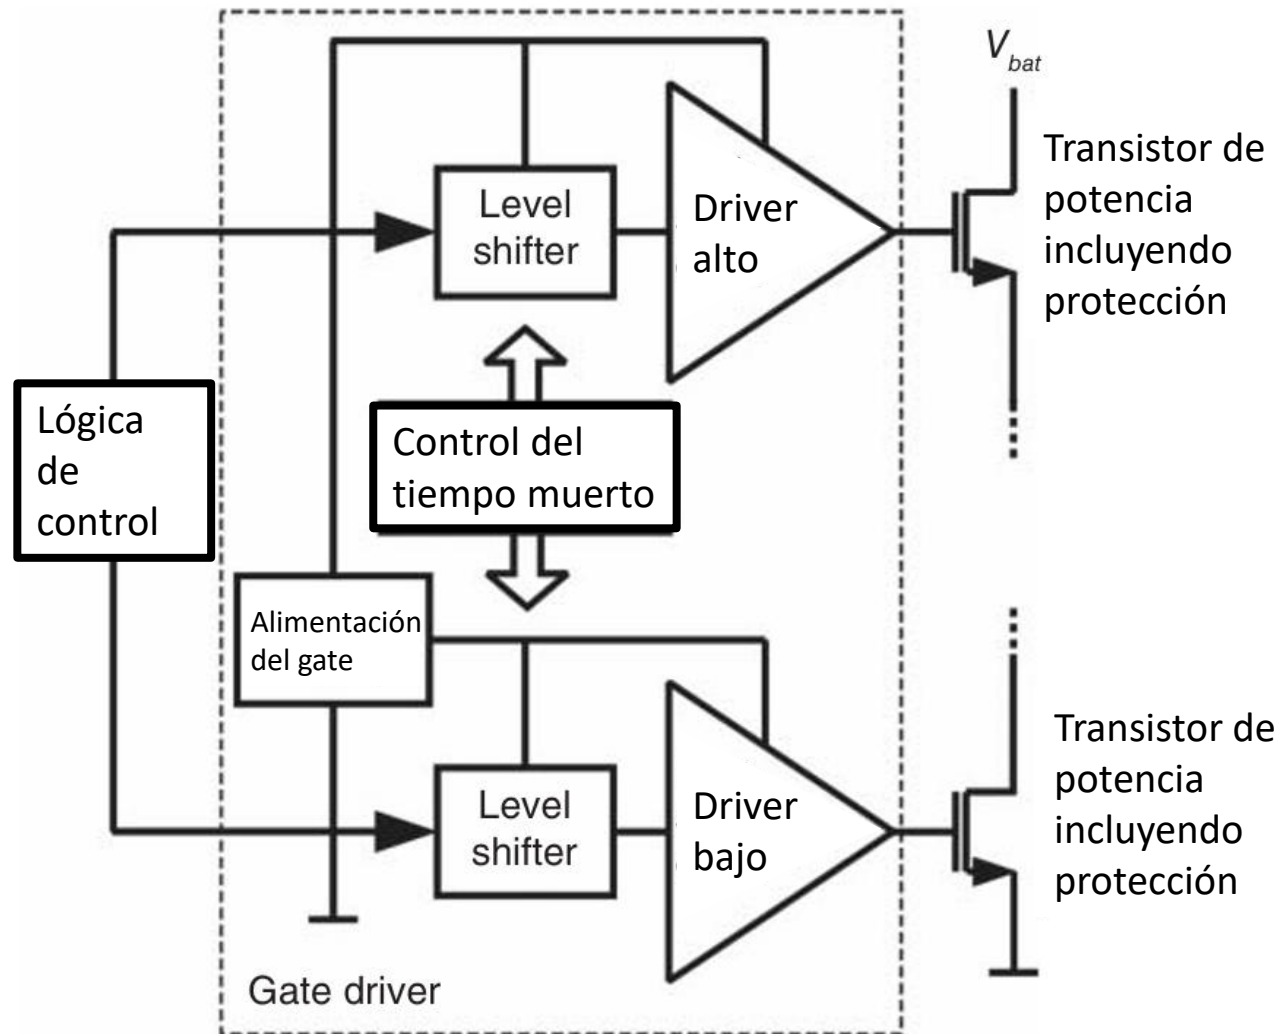 V_bat
Transistor de
potencia
incluyendo
protección
Level
shifter
Driver
alto
Lógica
de
control
Control del
tiempo muerto
Alimentación
del gate
Level
shifter
Driver
bajo
Transistor de
potencia
incluyendo
protección
Gate driver